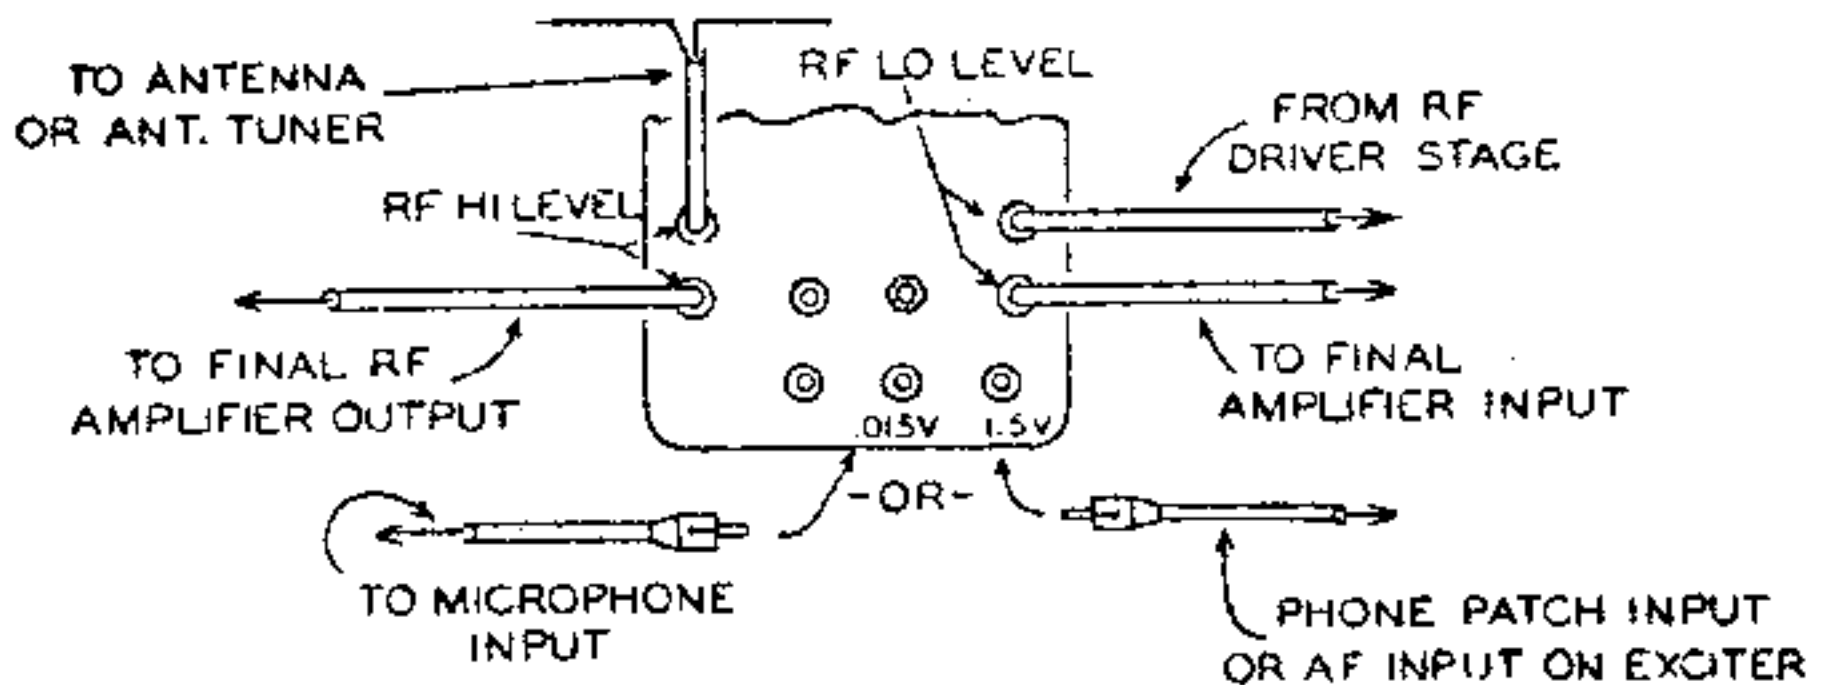 TO ANTENNA
OR ANT. TUNER
RF LO LEVEL
FROM RF
DRIVER STAGE
RF HI LEVEL
TO FINAL RF
AMPLIFIER OUTPUT
TO FINAL
AMPLIFIER INPUT
.015V 1.5V
-OR-
TO MICROPHONE
INPUT
PHONE PATCH INPUT
OR AF INPUT ON EXCITER